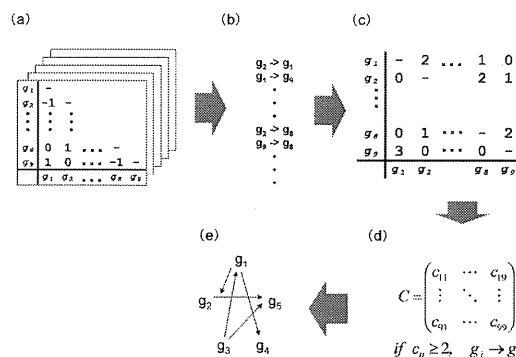 (a)
g₁ -
g₂ -1 -
g₈ 0 1 ... -
g₉ 1 0 ... -1 -
g₁ g₂ ... g₈ g₉
(b)
g₂ -> g₁
g₁ -> g₄
g₂ -> g₈
g₉ -> g₈
(c)
g₁ - 2 ... 1 0
g₂ 0 - 2 1
g₈ 0 1 ... - 2
g₉ 3 0 ... 0 -
g₁ g₂ g₈ g₉
(d)
C = ( c₁₁ ... c₁₉
c₉₁ ... c₉₉ )
if cᵢⱼ ≥ 2, gᵢ → g
(e)
g₁
g₂ g₅
g₃ g₄